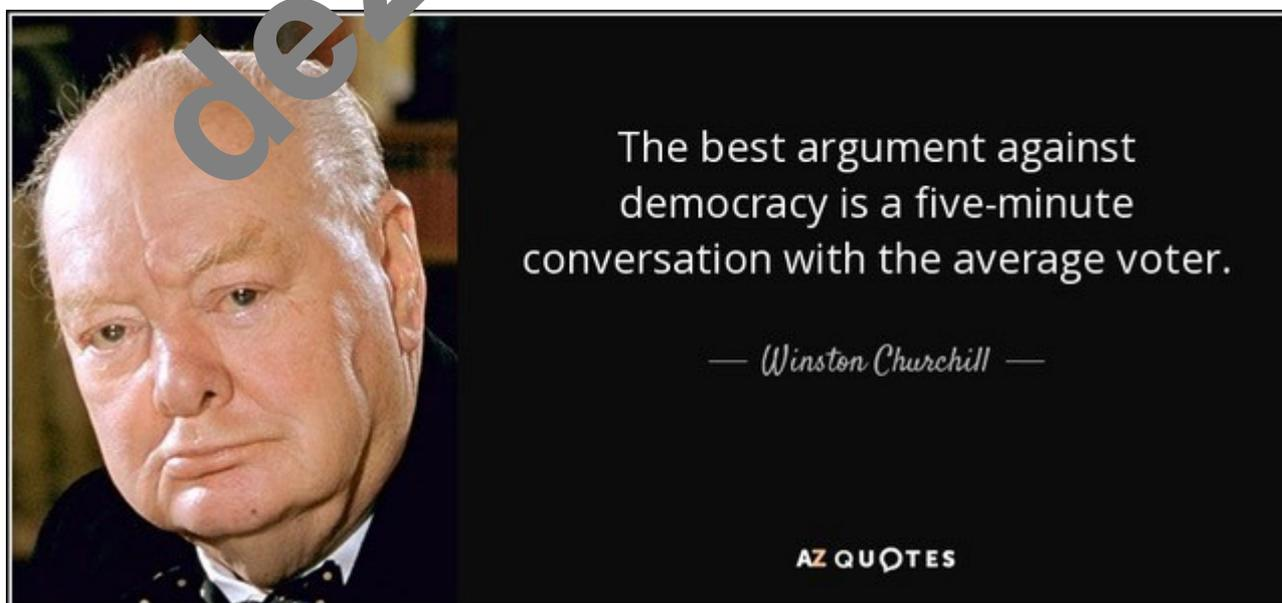 The best argument against
democracy is a five-minute
conversation with the average voter.
— Winston Churchill —
AZ QUOTES